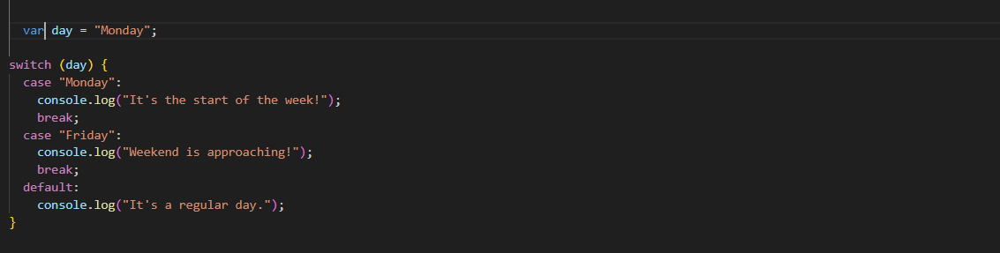 var day = "Monday";
switch (day) {
case "Monday":
console.log("It's the start of the week!");
break;
case "Friday":
console.log("Weekend is approaching!");
break;
default:
console.log("It's a regular day.");
}